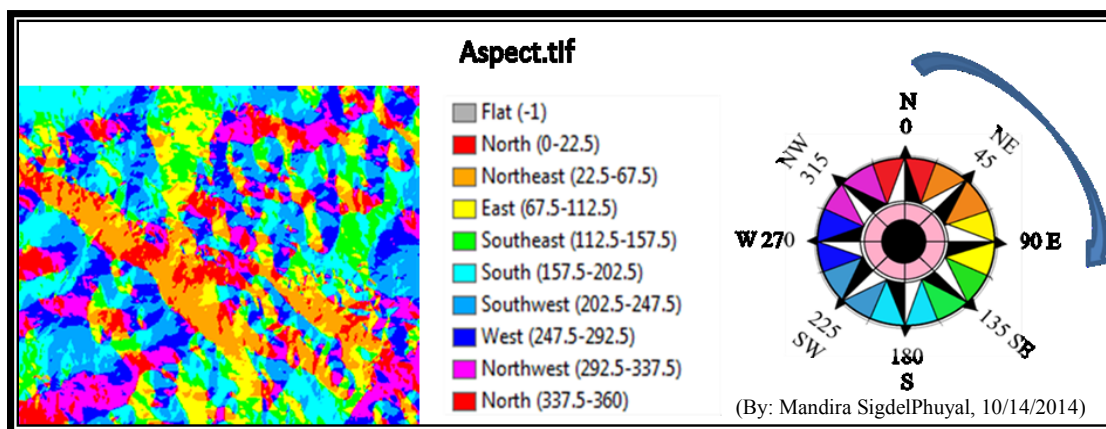 Aspect.tif
Flat (-1)
North (0-22.5)
Northeast (22.5-67.5)
East (67.5-112.5)
Southeast (112.5-157.5)
South (157.5-202.5)
Southwest (202.5-247.5)
West (247.5-292.5)
Northwest (292.5-337.5)
North (337.5-360)
N
0
NE
45
NW
315
W 270
90 E
225
SW
135 SE
180
S
(By: Mandira SigdelPhuyal, 10/14/2014)